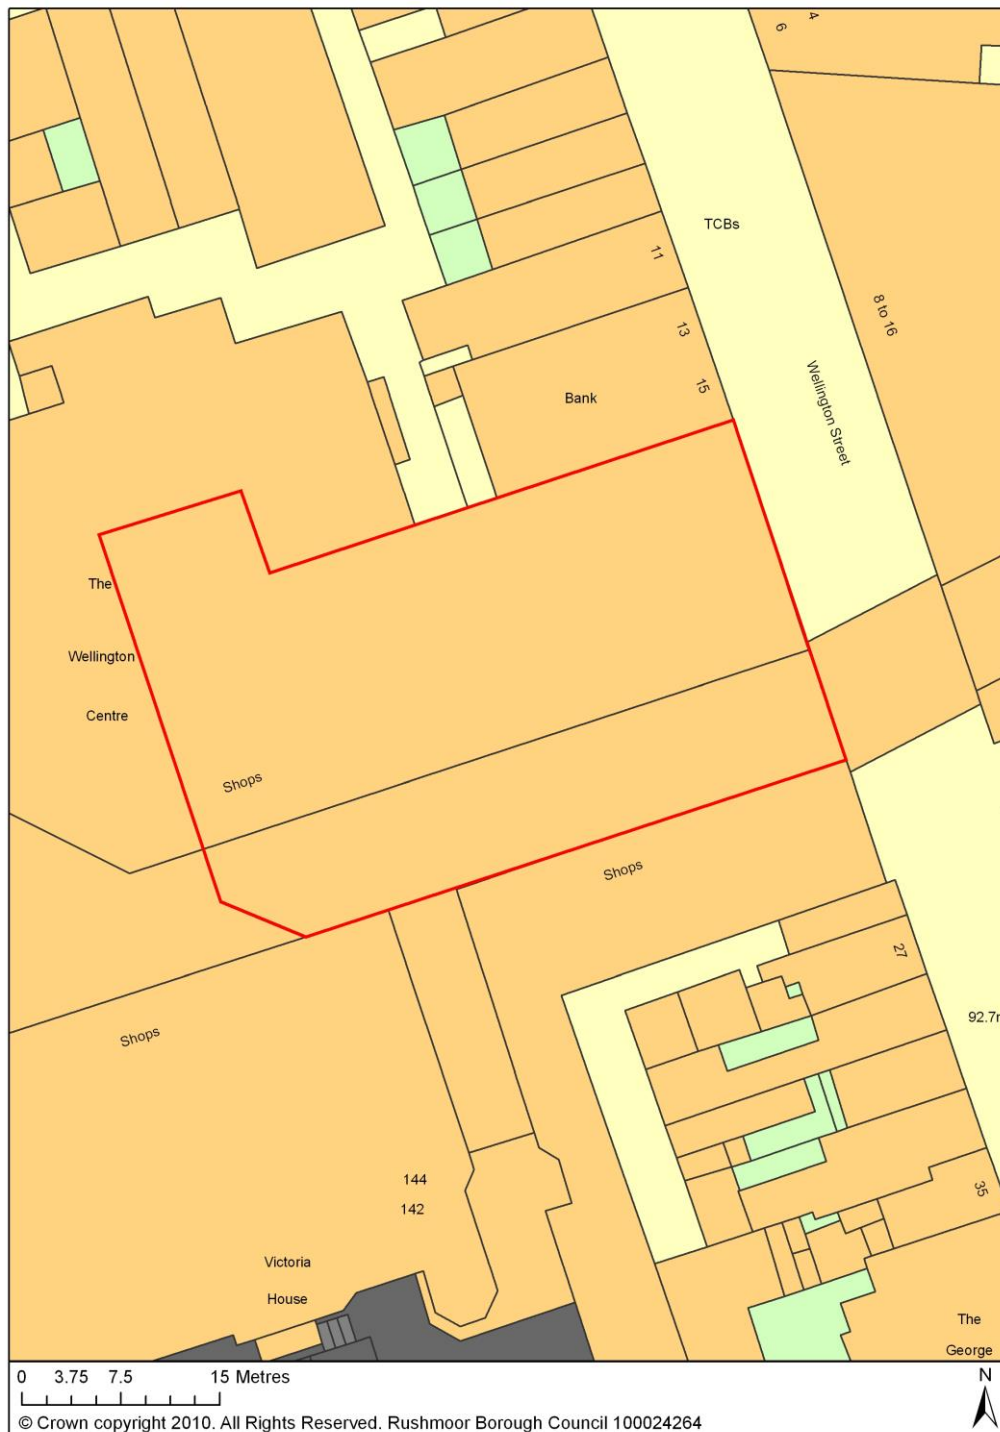 4
6
TCBs
11
8 to 16
13
Wellington Street
15
Bank
The
Wellington
Centre
Shops
Shops
27
92.7
Shops
144
142
35
Victoria
House
The
George
0 3.75 7.5 15 Metres
N
© Crown copyright 2010. All Rights Reserved. Rushmoor Borough Council 100024264